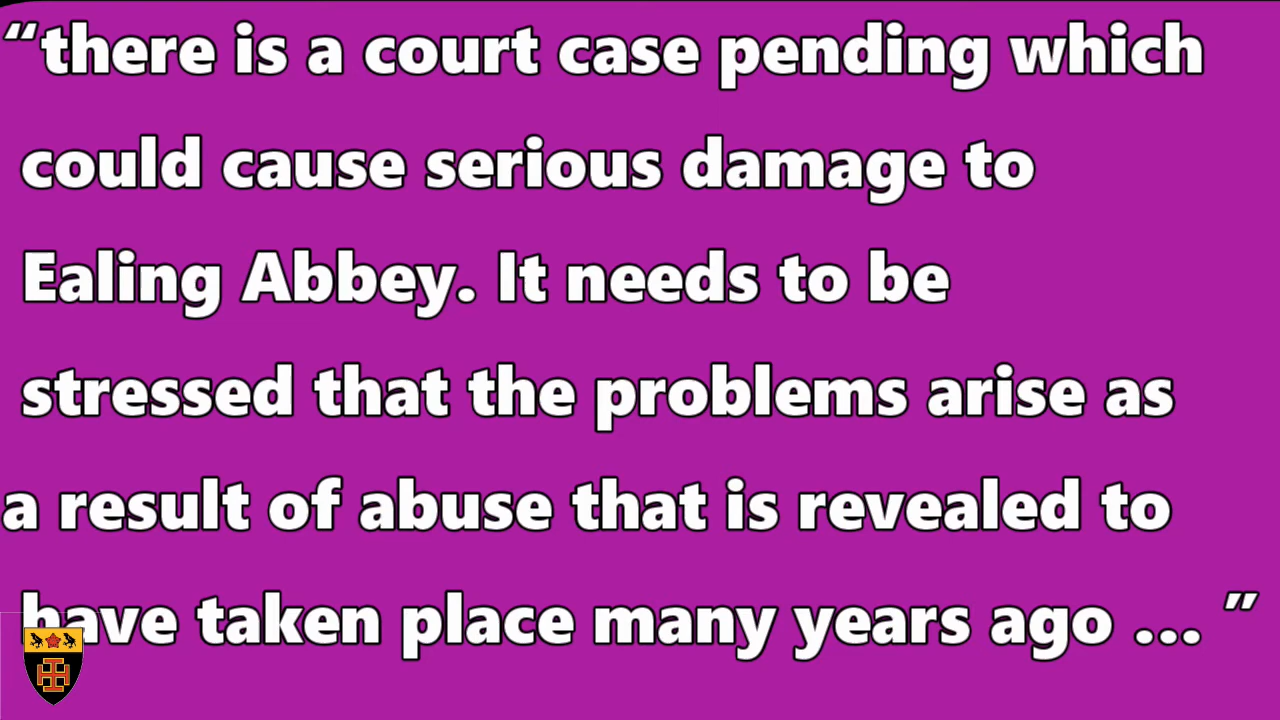 “there is a court case pending which
could cause serious damage to
Ealing Abbey. It needs to be
stressed that the problems arise as
a result of abuse that is revealed to
have taken place many years ago ... ”